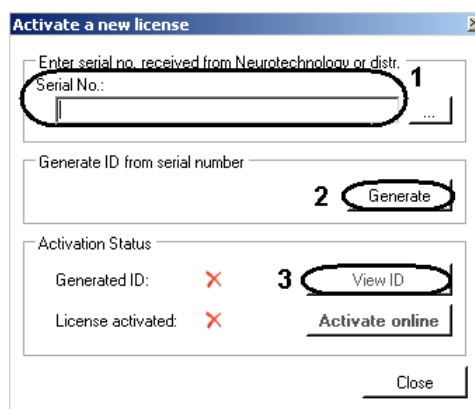 Activate a new license
Enter serial no. received from Neurotechnology or distr.
1
Serial No.:
...
Generate ID from serial number
2
Generate
Activation Status
Generated ID:
3
View ID
License activated:
Activate online
Close